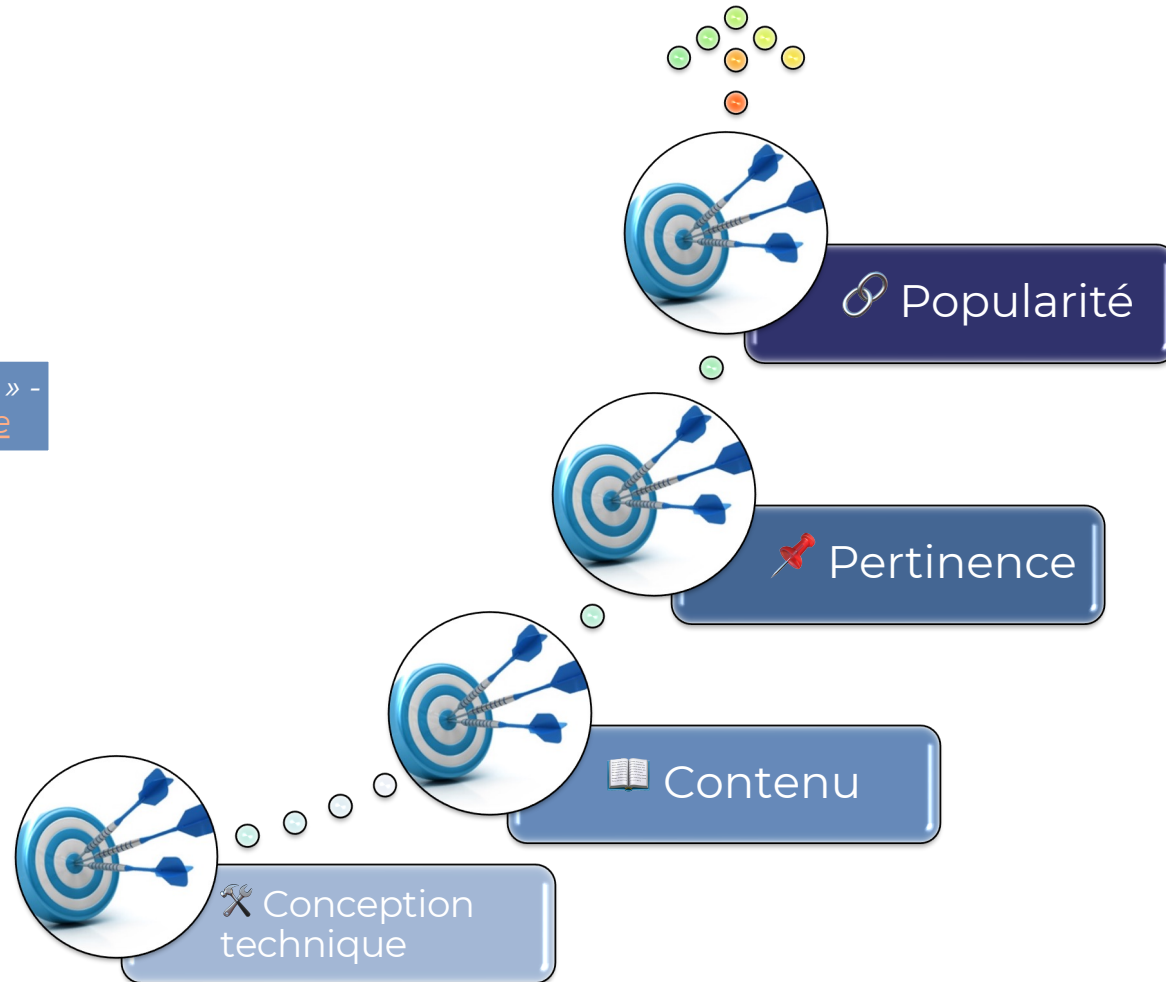 🔗 Popularité
» -
📌 Pertinence
📖 Contenu
🛠 Conception
technique